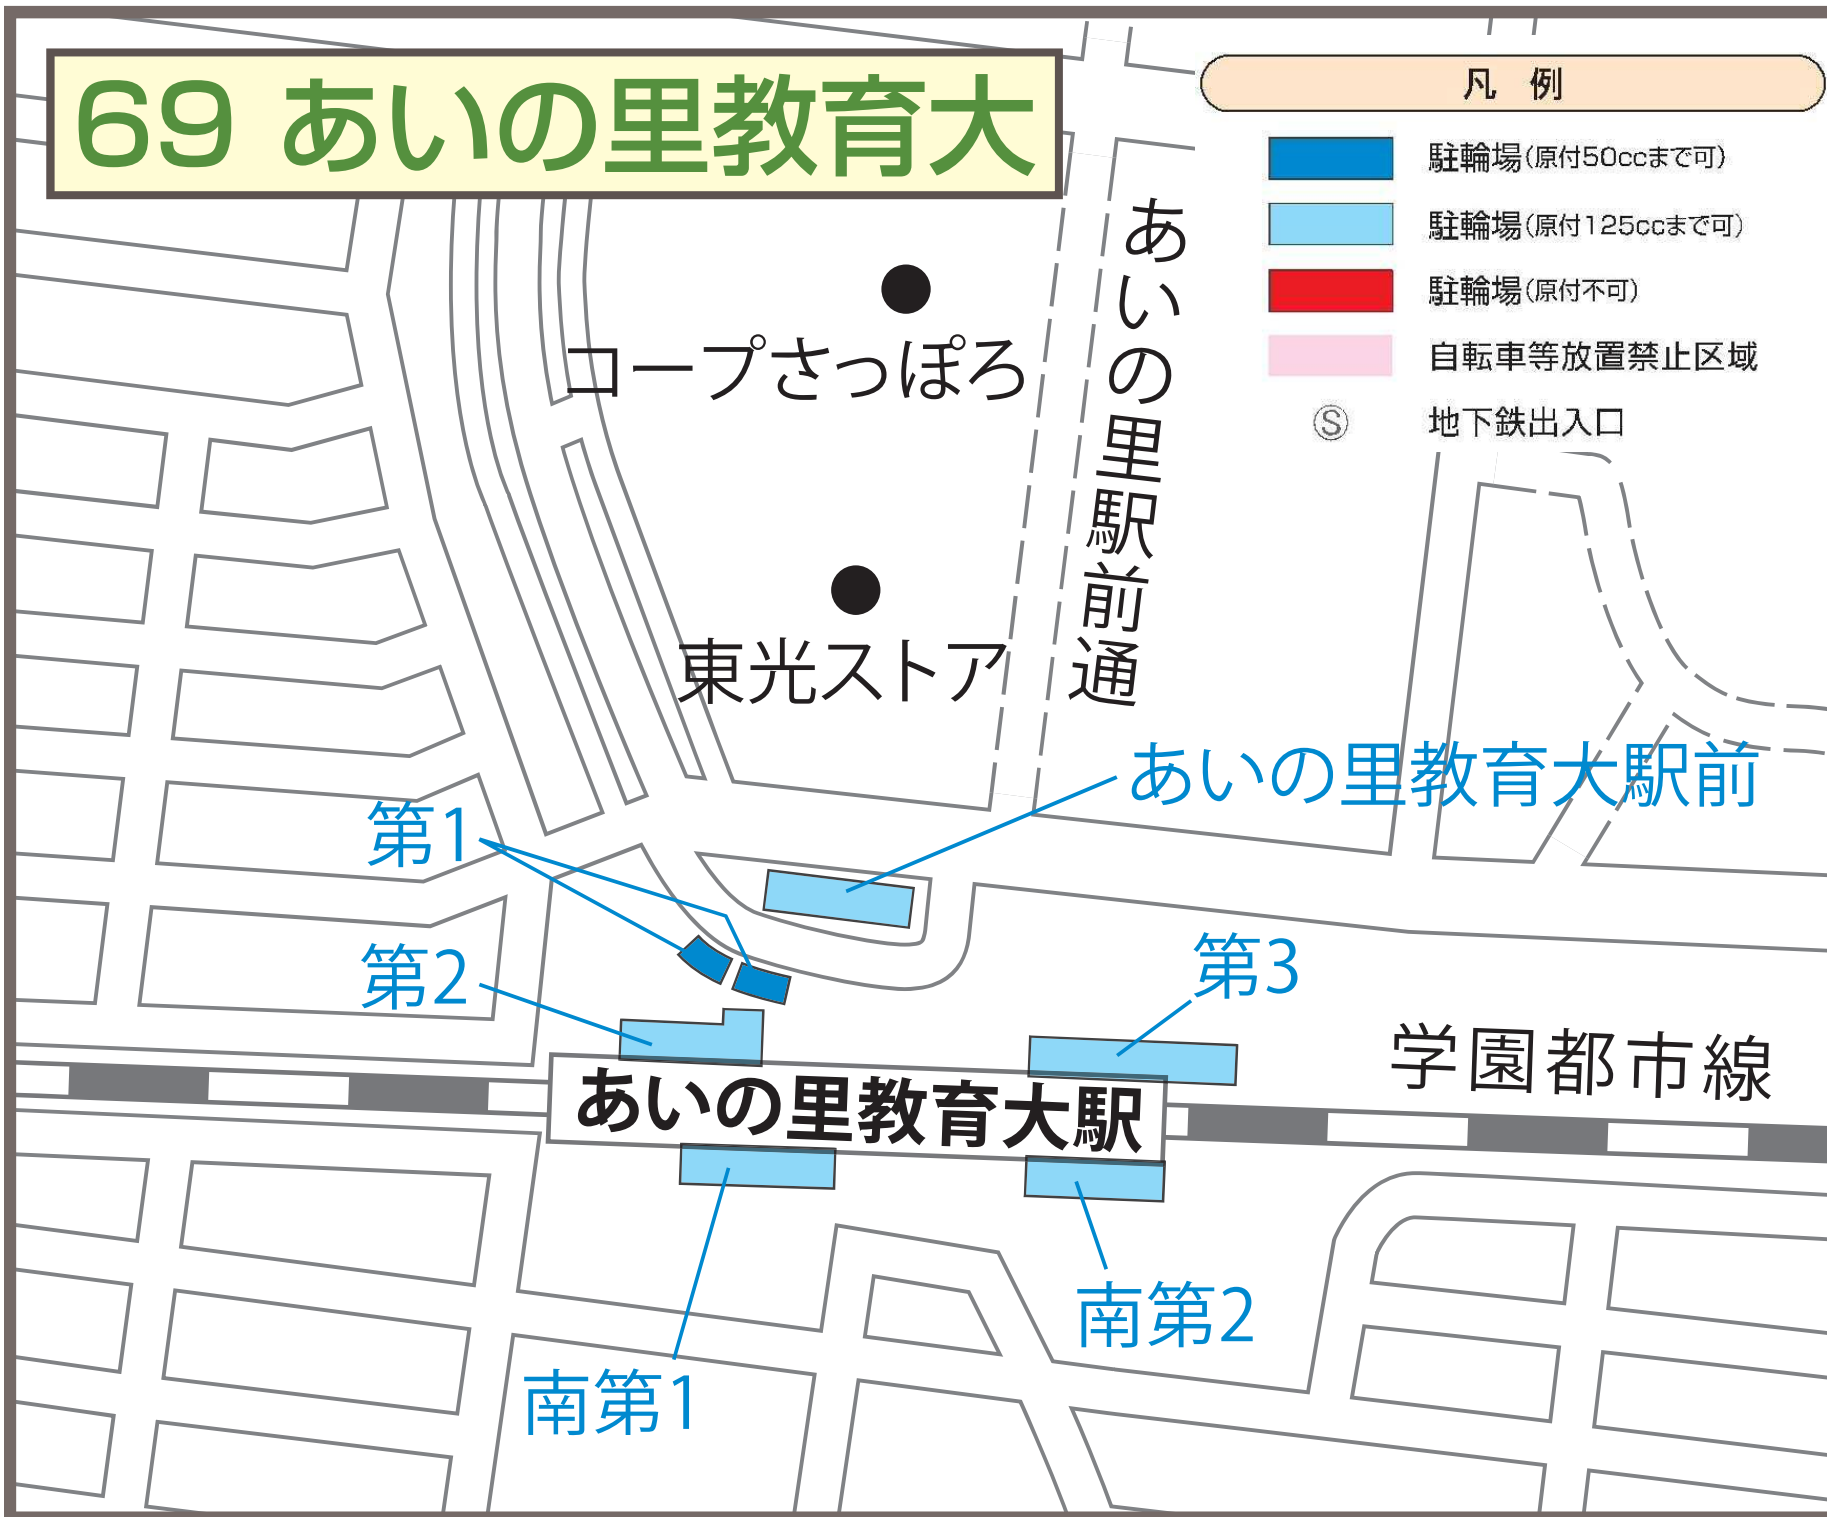 69 あいの里教育大
凡 例
駐輪場(原付50ccまで可)
駐輪場(原付125ccまで可)
駐輪場(原付不可)
自転車等放置禁止区域
Ⓢ 地下鉄出入口
あいの里駅前通
コープさっぽろ
東光ストア
あいの里教育大駅前
第1
第2
第3
学園都市線
あいの里教育大駅
南第2
南第1